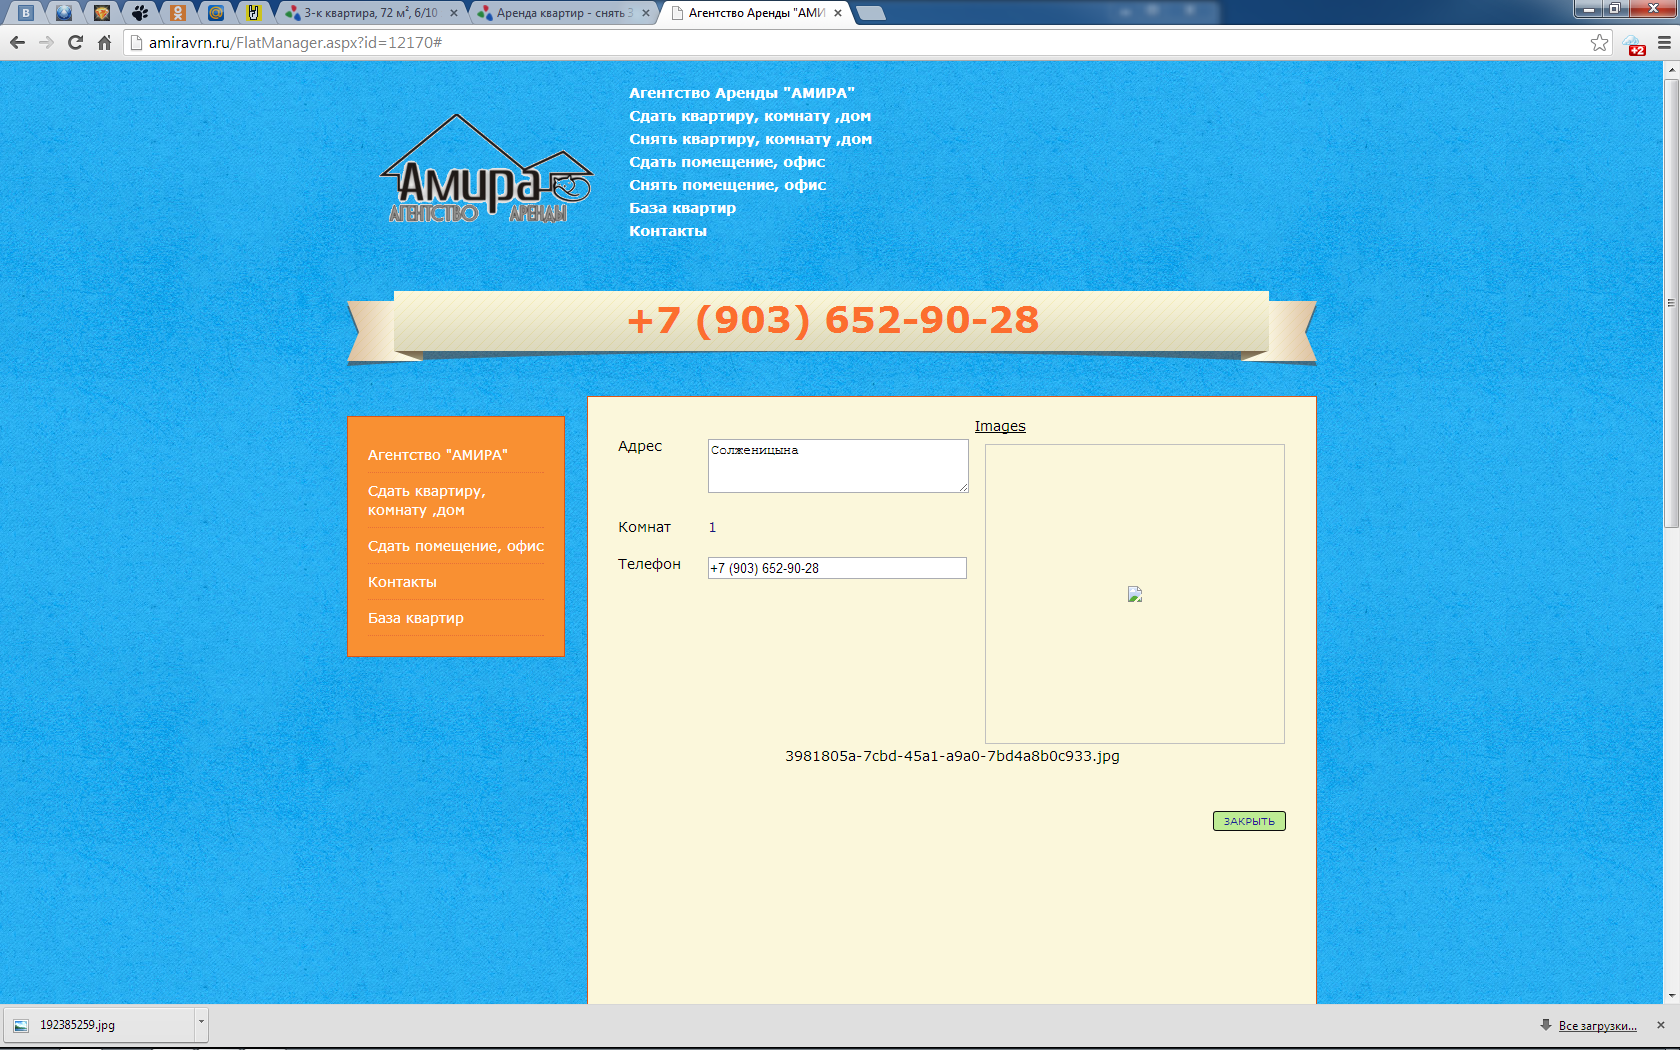 3-к квартира, 72 м², 6/10
Аренда квартир - снять 3
Агентство Аренды "АМИ
amiravrn.ru/FlatManager.aspx?id=12170#
+2
Агентство Аренды "АМИРА"
Сдать квартиру, комнату ,дом
Снять квартиру, комнату ,дом
Сдать помещение, офис
Снять помещение, офис
База квартир
Контакты
Амира
АГЕНТСТВО АРЕНДЫ
+7 (903) 652-90-28
Агентство "АМИРА"
Сдать квартиру,
комнату ,дом
Сдать помещение, офис
Контакты
База квартир
Images
Адрес
Солженицына
Комнат 1
Телефон +7 (903) 652-90-28
3981805a-7cbd-45a1-a9a0-7bd4a8b0c933.jpg
ЗАКРЫТЬ
192385259.jpg
Все загрузки...